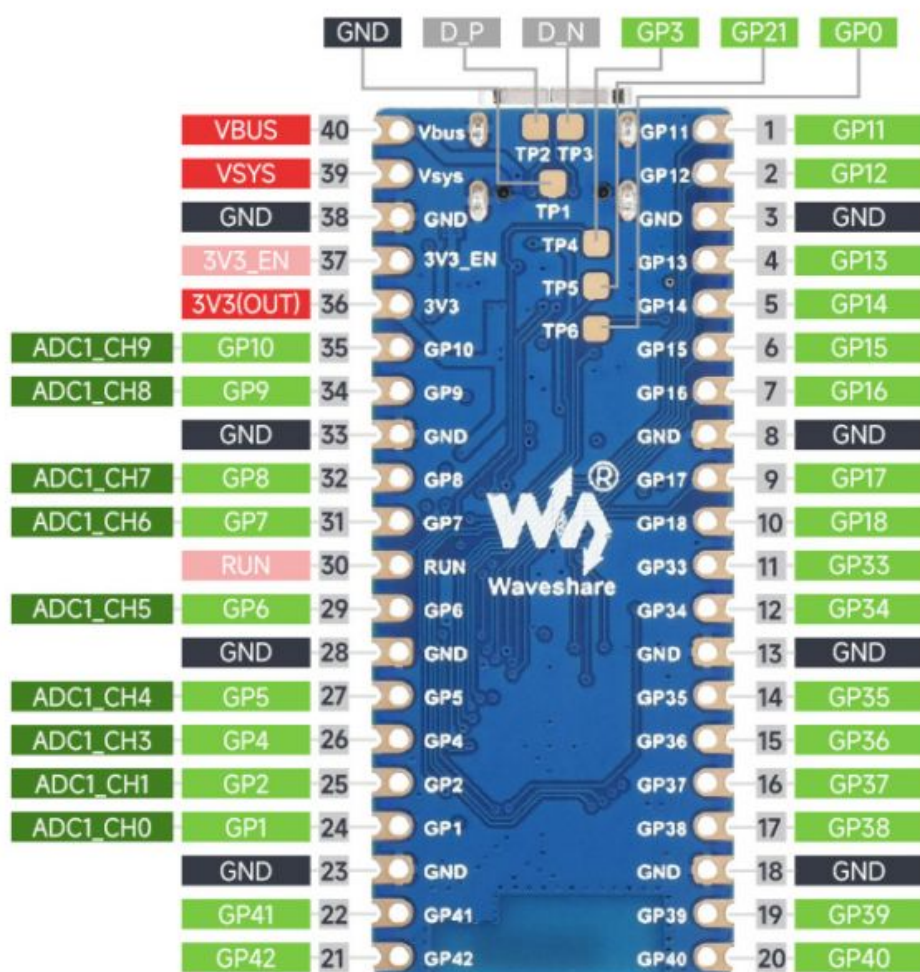 GND D_P D_N GP3 GP21 GP0
VBUS 40 Vbus TP2 TP3 GP11 1 GP11
VSYS 39 Vsys TP1 GP12 2 GP12
GND 38 GND GND 3 GND
3V3_EN 37 3V3_EN TP4 GP13 4 GP13
3V3(OUT) 36 3V3 TP5 GP14 5 GP14
ADC1_CH9 GP10 35 GP10 TP6 GP15 6 GP15
ADC1_CH8 GP9 34 GP9 GP16 7 GP16
GND 33 GND GND 8 GND
ADC1_CH7 GP8 32 GP8 ® GP17 9 GP17
ADC1_CH6 GP7 31 GP7 GP18 10 GP18
RUN 30 RUN Waveshare GP33 11 GP33
ADC1_CH5 GP6 29 GP6 GP34 12 GP34
GND 28 GND GND 13 GND
ADC1_CH4 GP5 27 GP5 GP35 14 GP35
ADC1_CH3 GP4 26 GP4 GP36 15 GP36
ADC1_CH1 GP2 25 GP2 GP37 16 GP37
ADC1_CH0 GP1 24 GP1 GP38 17 GP38
GND 23 GND GND 18 GND
GP41 22 GP41 GP39 19 GP39
GP42 21 GP42 GP40 20 GP40